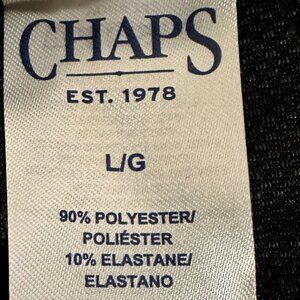 CHAPS
EST. 1978
L/G
90% POLYESTER/
POLIÉSTER
10% ELASTANE/
ELASTANO